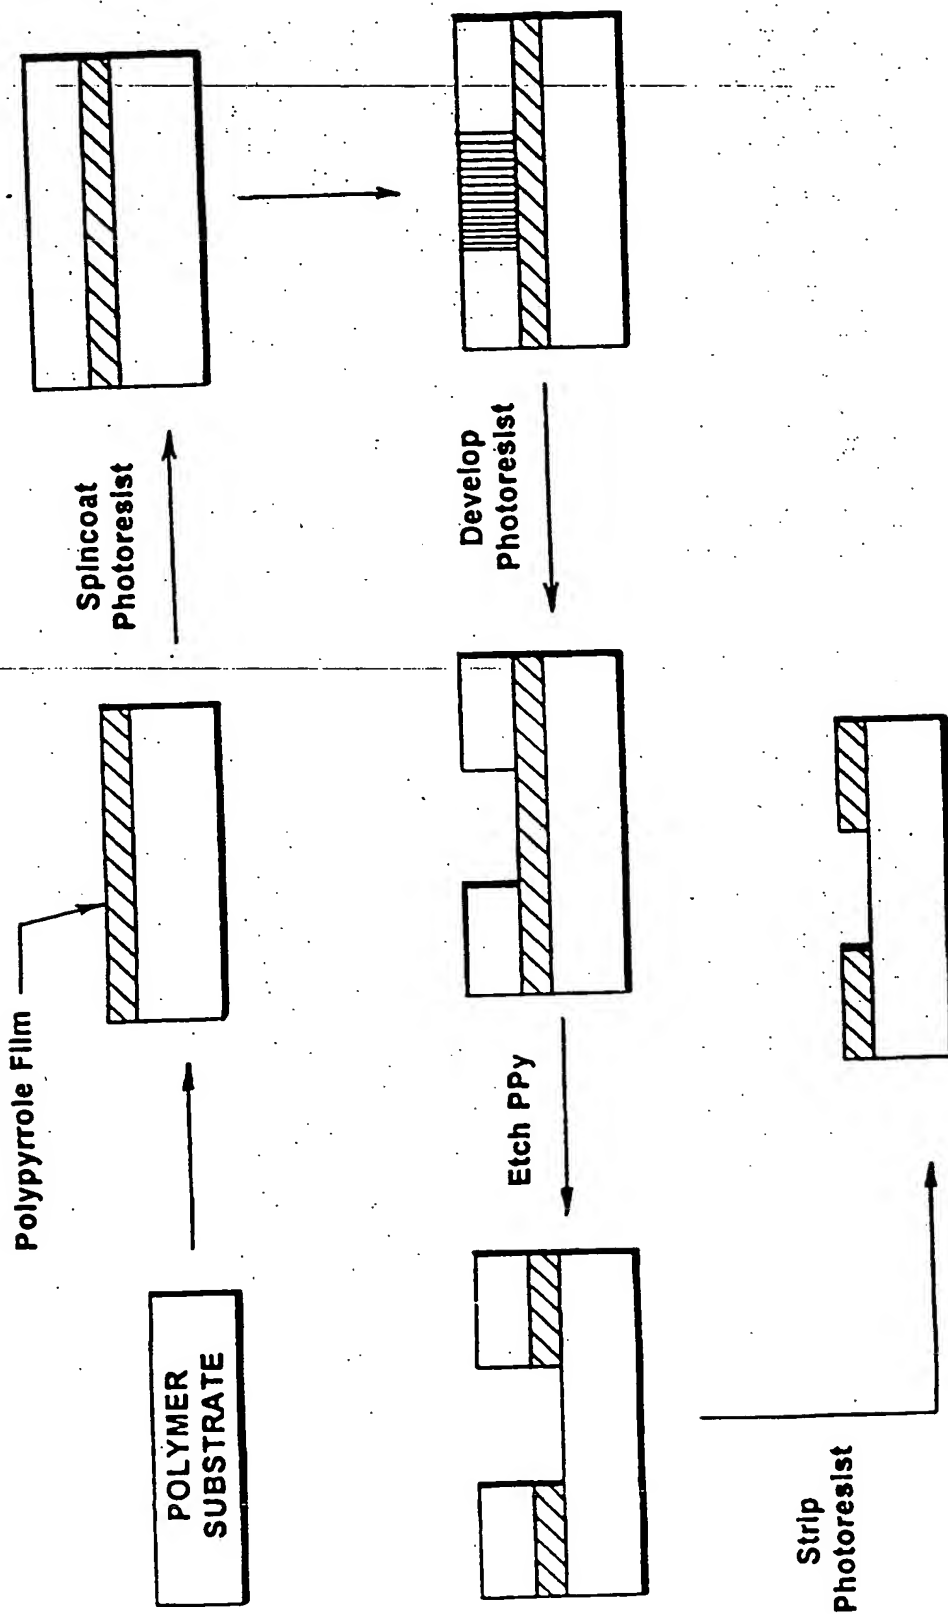 Polypyrrole Film
POLYMER
SUBSTRATE
Spincoat
Photoresist
Develop
Photoresist
Etch PPy
Strip
Photoresist